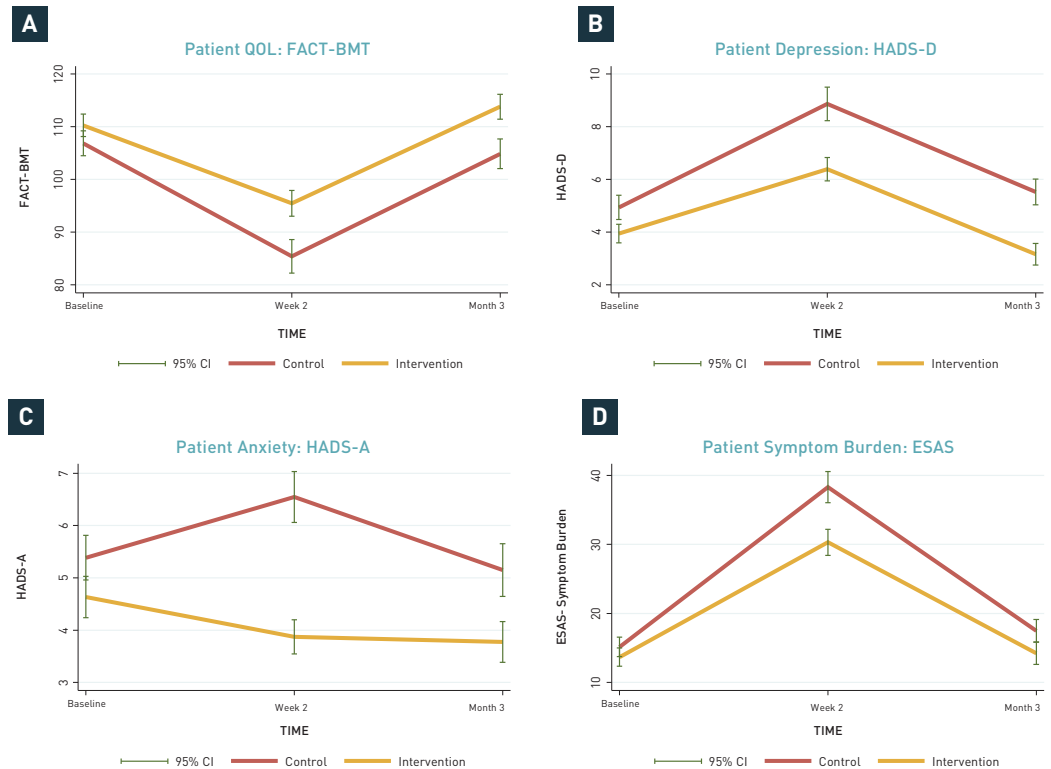 A
Patient QOL: FACT-BMT
FACT-BMT
120
110
100
90
80
Baseline
Week 2
Month 3
TIME
95% CI
Control
Intervention
B
Patient Depression: HADS-D
HADS-D
10
8
6
4
2
Baseline
Week 2
Month 3
TIME
95% CI
Control
Intervention
C
Patient Anxiety: HADS-A
HADS-A
7
6
5
4
3
Baseline
Week 2
Month 3
TIME
95% CI
Control
Intervention
D
Patient Symptom Burden: ESAS
ESAS- Symptom Burden
40
30
20
10
Baseline
Week 2
Month 3
TIME
95% CI
Control
Intervention